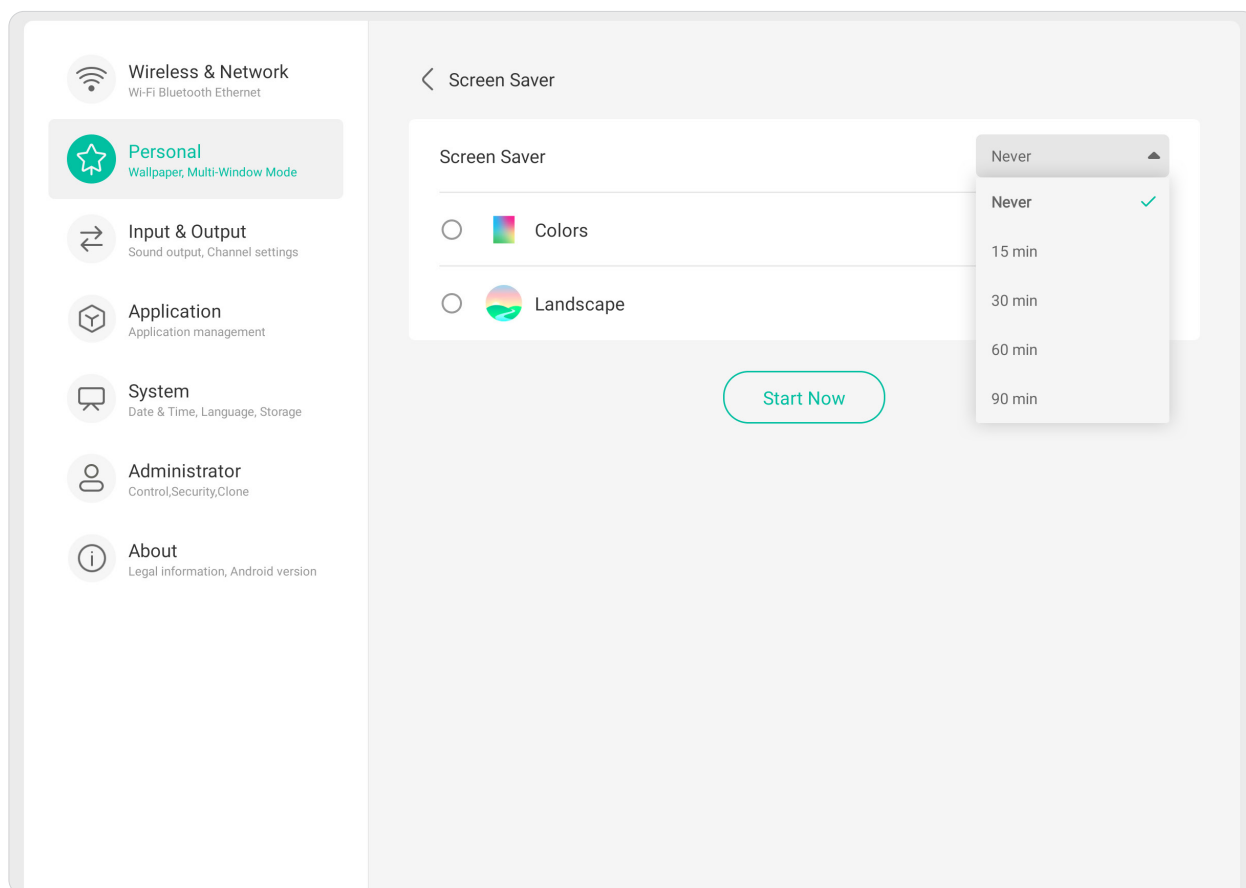 Wireless & Network
Wi-Fi Bluetooth Ethernet
Personal
Wallpaper, Multi-Window Mode
Input & Output
Sound output, Channel settings
Application
Application management
System
Date & Time, Language, Storage
Administrator
Control,Security,Clone
About
Legal information, Android version
Screen Saver
Screen Saver
Never
Never
15 min
30 min
60 min
90 min
Colors
Landscape
Start Now